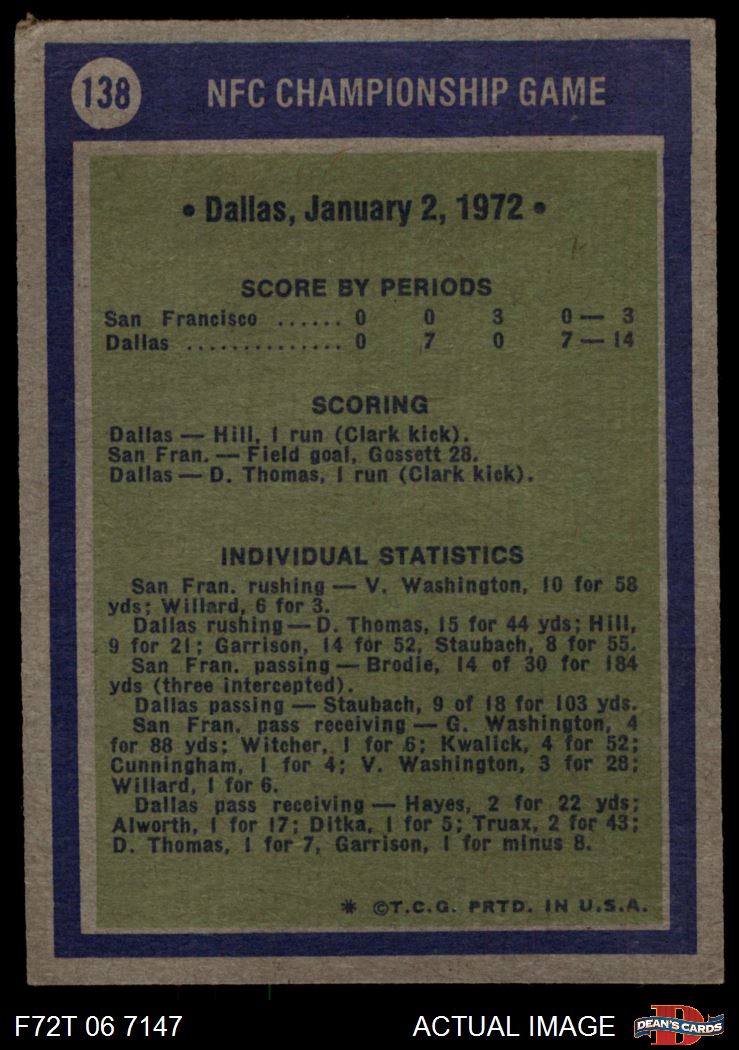 138
NFC CHAMPIONSHIP GAME
• Dallas, January 2, 1972 •
SCORE BY PERIODS
San Francisco ...... 0 0 3 0 — 3
Dallas .............. 0 7 0 7 — 14
SCORING
Dallas — Hill, 1 run (Clark kick).
San Fran. — Field goal, Gossett 28.
Dallas — D. Thomas, 1 run (Clark kick).
INDIVIDUAL STATISTICS
San Fran. rushing — V. Washington, 10 for 58
yds; Willard, 6 for 3.
Dallas rushing — D. Thomas, 15 for 44 yds; Hill,
9 for 21; Garrison, 14 for 52, Staubach, 8 for 55.
San Fran. passing — Brodie, 14 of 30 for 184
yds (three intercepted).
Dallas passing — Staubach, 9 of 18 for 103 yds.
San Fran. pass receiving — G. Washington, 4
for 88 yds; Witcher, 1 for 6; Kwalick, 4 for 52;
Cunningham, 1 for 4; V. Washington, 3 for 28;
Willard, 1 for 6.
Dallas pass receiving — Hayes, 2 for 22 yds;
Alworth, 1 for 17; Ditka, 1 for 5; Truax, 2 for 43;
D. Thomas, 1 for 7, Garrison, 1 for minus 8.
* ©T.C.G. PRTD. IN U.S.A.
F72T 06 7147
ACTUAL IMAGE
D
DEAN'S CARDS